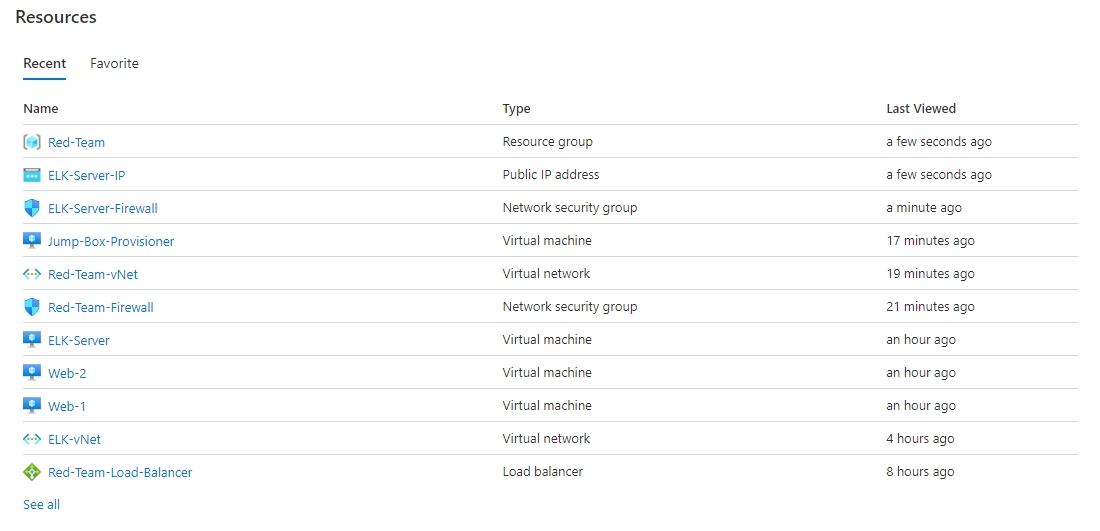 Resources
Recent Favorite
Name Type Last Viewed
Red-Team Resource group a few seconds ago
ELK-Server-IP Public IP address a few seconds ago
ELK-Server-Firewall Network security group a minute ago
Jump-Box-Provisioner Virtual machine 17 minutes ago
Red-Team-vNet Virtual network 19 minutes ago
Red-Team-Firewall Network security group 21 minutes ago
ELK-Server Virtual machine an hour ago
Web-2 Virtual machine an hour ago
Web-1 Virtual machine an hour ago
ELK-vNet Virtual network 4 hours ago
Red-Team-Load-Balancer Load balancer 8 hours ago
See all